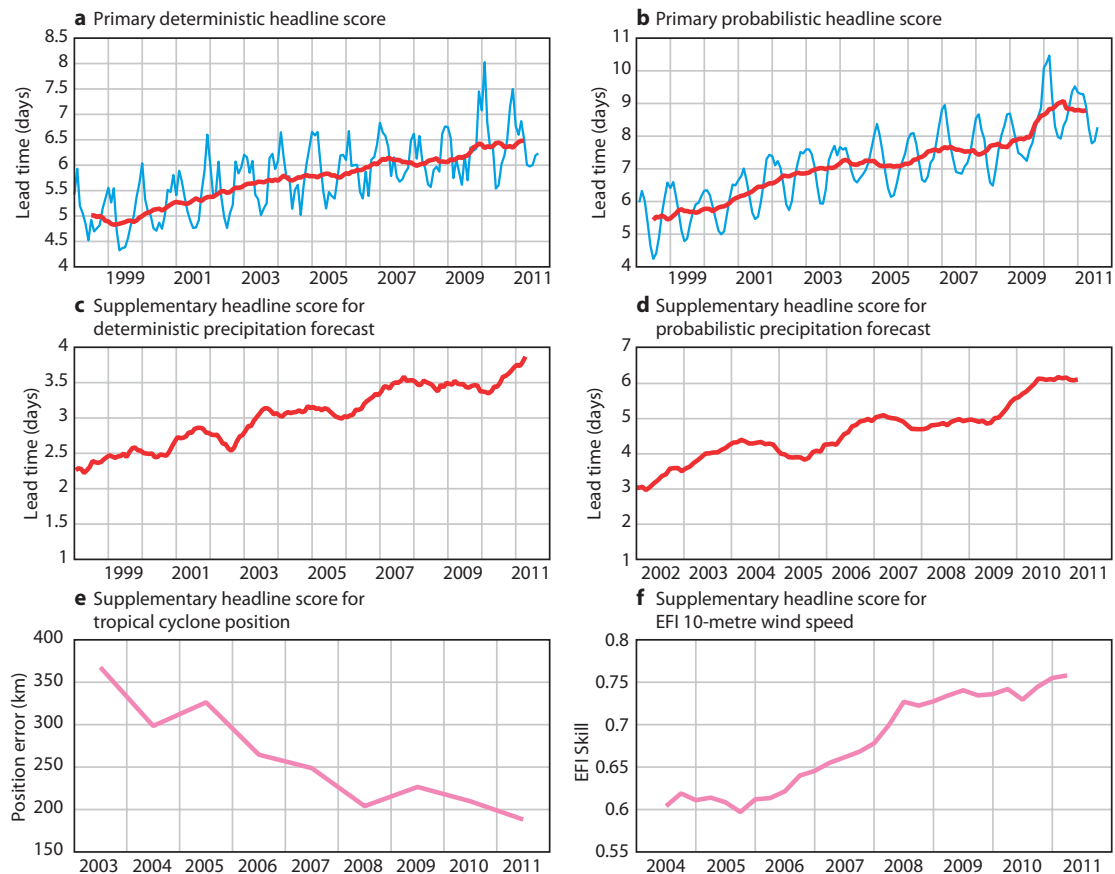 a Primary deterministic headline score
8.5
8
7.5
7
6.5
6
5.5
5
4.5
4
Lead time (days)
1999 2001 2003 2005 2007 2009 2011
b Primary probabilistic headline score
11
10
9
8
7
6
5
4
Lead time (days)
1999 2001 2003 2005 2007 2009 2011
c Supplementary headline score for
deterministic precipitation forecast
4
3.5
3
2.5
2
1.5
1
Lead time (days)
1999 2001 2003 2005 2007 2009 2011
d Supplementary headline score for
probabilistic precipitation forecast
7
6
5
4
3
2
1
Lead time (days)
2002 2003 2004 2005 2006 2007 2008 2009 2010 2011
e Supplementary headline score for
tropical cyclone position
400
350
300
250
200
150
Position error (km)
2003 2004 2005 2006 2007 2008 2009 2010 2011
f Supplementary headline score for
EFI 10-metre wind speed
0.8
0.75
0.7
0.65
0.6
0.55
EFI Skill
2004 2005 2006 2007 2008 2009 2010 2011